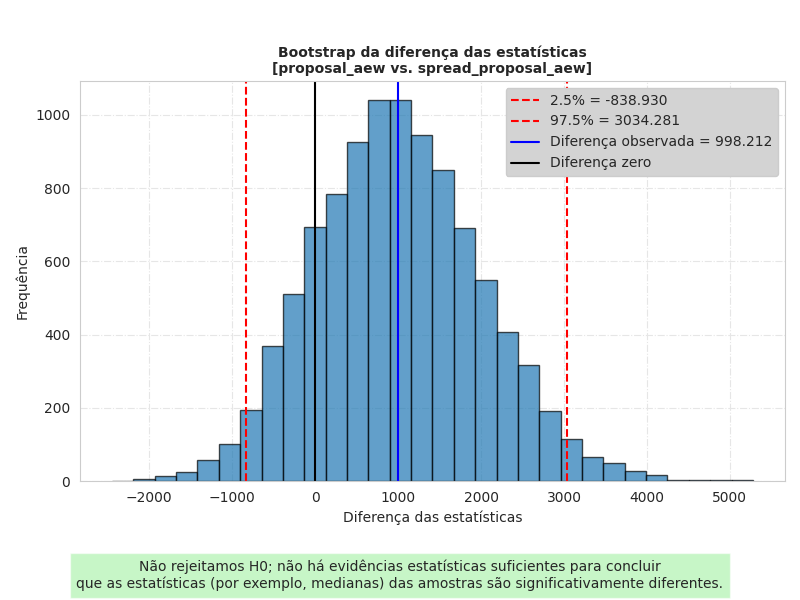 Bootstrap da diferença das estatísticas
[proposal_aew vs. spread_proposal_aew]
2.5% = -838.930
97.5% = 3034.281
Diferença observada = 998.212
Diferença zero
Frequência
1000
800
600
400
200
0
−2000
−1000
0
1000
2000
3000
4000
5000
Diferença das estatísticas
Não rejeitamos H0; não há evidências estatísticas suficientes para concluir
que as estatísticas (por exemplo, medianas) das amostras são significativamente diferentes.